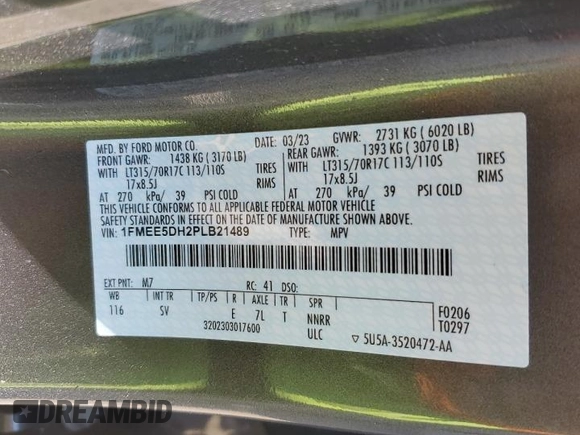 MFD. BY FORD MOTOR CO. DATE: 03/23 GVWR: 2731 KG ( 6020 LB)
FRONT GAWR: 1438 KG ( 3170 LB) REAR GAWR: 1393 KG ( 3070 LB)
WITH LT315/70R17C 113/110S TIRES WITH LT315/70R17C 113/110S TIRES
17x8.5J RIMS 17x8.5J RIMS
AT 270 kPa/ 39 PSI COLD AT 270 kPa/ 39 PSI COLD
THIS VEHICLE CONFORMS TO ALL APPLICABLE FEDERAL MOTOR VEHICLE
SAFETY STANDARDS IN EFFECT ON THE DATE OF MANUFACTURE SHOWN ABOVE.
VIN: 1FMEE5DH2PLB21489 TYPE: MPV
EXT PNT: M7 RC: 41 DSO:
WB INT TR TP/PS R AXLE TR SPR F0206
116 SV E 7L T NNRR T0297
3202303017600 ULC ▽ 5U5A-3520472-AA
DREAMBID